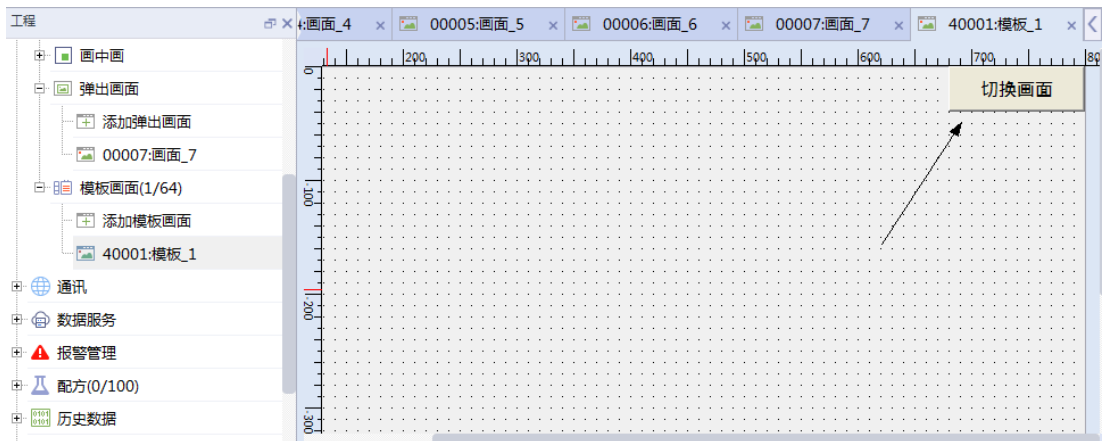 工程
4:画面_4
00005:画面_5
00006:画面_6
00007:画面_7
40001:模板_1
画中画
弹出画面
添加弹出画面
00007:画面_7
模板画面(1/64)
添加模板画面
40001:模板_1
通讯
数据服务
报警管理
配方(0/100)
历史数据
200
300
400
500
600
700
80
0
100
200
300
切换画面